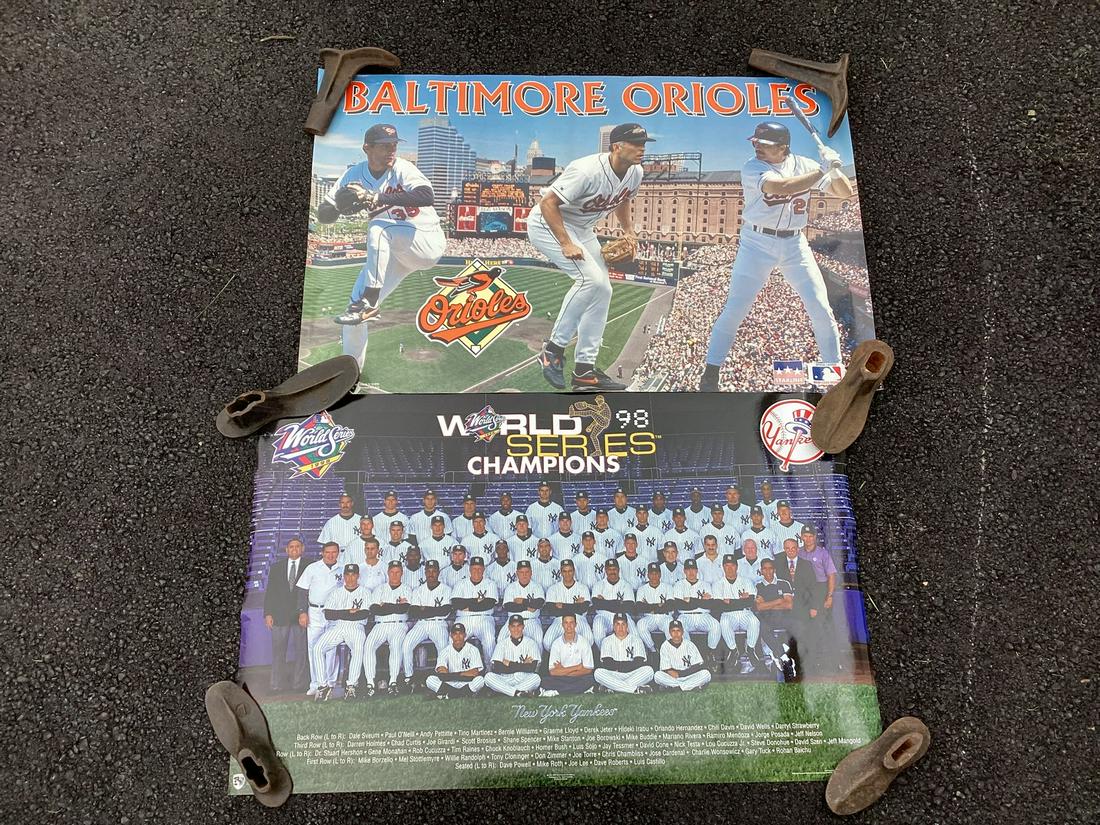 BALTIMORE ORIOLES
Orioles
38
2
Orioles
World Series
1998
WORLD 98
SERIES™
CHAMPIONS
Yankees
New York Yankees
Back Row (L to R): Dale Sveum • Paul O'Neill • Andy Pettitte • Tino Martinez • Bernie Williams • Graeme Lloyd • Derek Jeter • Hideki Irabu • Orlando Hernandez • Chili Davis • David Wells • Darryl Strawberry
Third Row (L to R): Darren Holmes • Chad Curtis • Joe Girardi • Scott Brosius • Shane Spencer • Mike Stanton • Joe Borowski • Mike Buddie • Mariano Rivera • Ramiro Mendoza • Jorge Posada • Jeff Nelson
Row (L to R): Dr. Stuart Hershon • Gene Monahan • Rob Cucuzza • Tim Raines • Chuck Knoblauch • Homer Bush • Luis Sojo • Jay Tessmer • David Cone • Nick Testa • Lou Cucuzza Jr. • Steve Donohue • David Szen • Jeff Mangold
First Row (L to R): Mike Borzello • Mel Stottlemyre • Willie Randolph • Tony Cloninger • Don Zimmer • Joe Torre • Chris Chambliss • Jose Cardenal • Charlie Wonsowicz • Gary Tuck • Rohan Baichu
Seated (L to R): Dave Powell • Mike Roth • Joe Lee • Dave Roberts • Luis Castillo